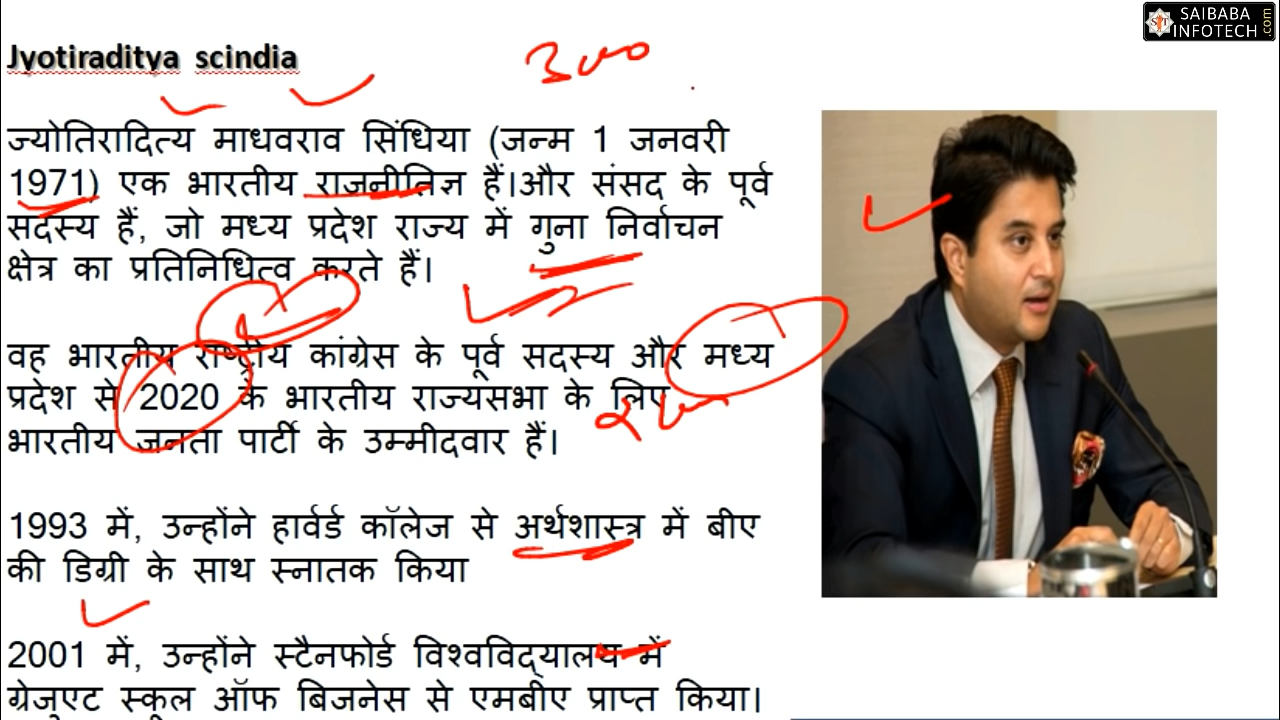 SAIBABA
INFOTECH.com
Jyotiraditya scindia
ज्योतिरादित्य माधवराव सिंधिया (जन्म 1 जनवरी
1971) एक भारतीय राजनीतिज्ञ हैं।और संसद के पूर्व
सदस्य हैं, जो मध्य प्रदेश राज्य में गुना निर्वाचन
क्षेत्र का प्रतिनिधित्व करते हैं।
वह भारतीय राष्ट्रीय कांग्रेस के पूर्व सदस्य और मध्य
प्रदेश से 2020 के भारतीय राज्यसभा के लिए
भारतीय जनता पार्टी के उम्मीदवार हैं।
1993 में, उन्होंने हार्वर्ड कॉलेज से अर्थशास्त्र में बीए
की डिग्री के साथ स्नातक किया
2001 में, उन्होंने स्टैनफोर्ड विश्वविद्यालय में
ग्रेजुएट स्कूल ऑफ बिजनेस से एमबीए प्राप्त किया।